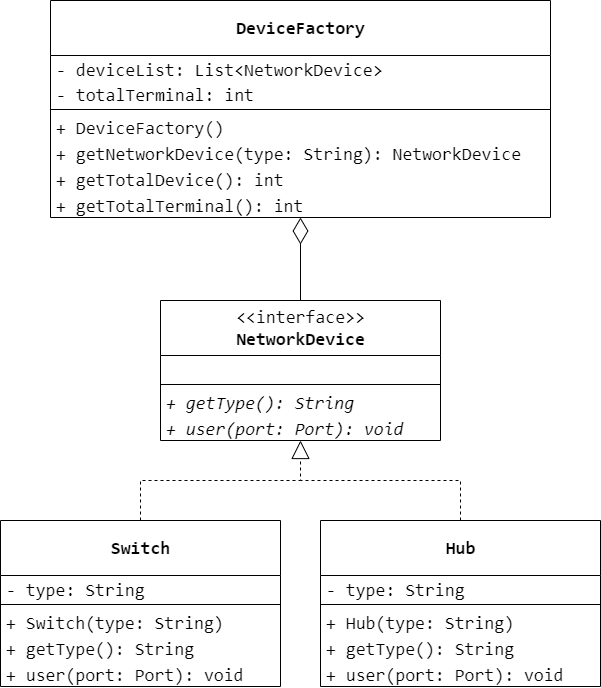 DeviceFactory
- deviceList: List<NetworkDevice>
- totalTerminal: int
+ DeviceFactory()
+ getNetworkDevice(type: String): NetworkDevice
+ getTotalDevice(): int
+ getTotalTerminal(): int
<<interface>>
NetworkDevice
+ getType(): String
+ user(port: Port): void
Switch
- type: String
+ Switch(type: String)
+ getType(): String
+ user(port: Port): void
Hub
- type: String
+ Hub(type: String)
+ getType(): String
+ user(port: Port): void